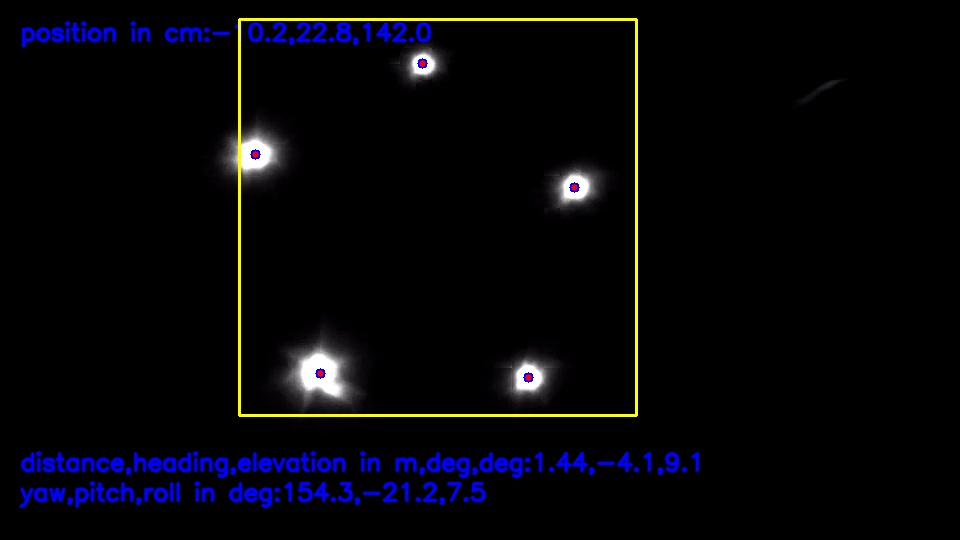 position in cm:-10.2,22.8,142.0
distance,heading,elevation in m,deg,deg:1.44,-4.1,9.1
yaw,pitch,roll in deg:154.3,-21.2,7.5